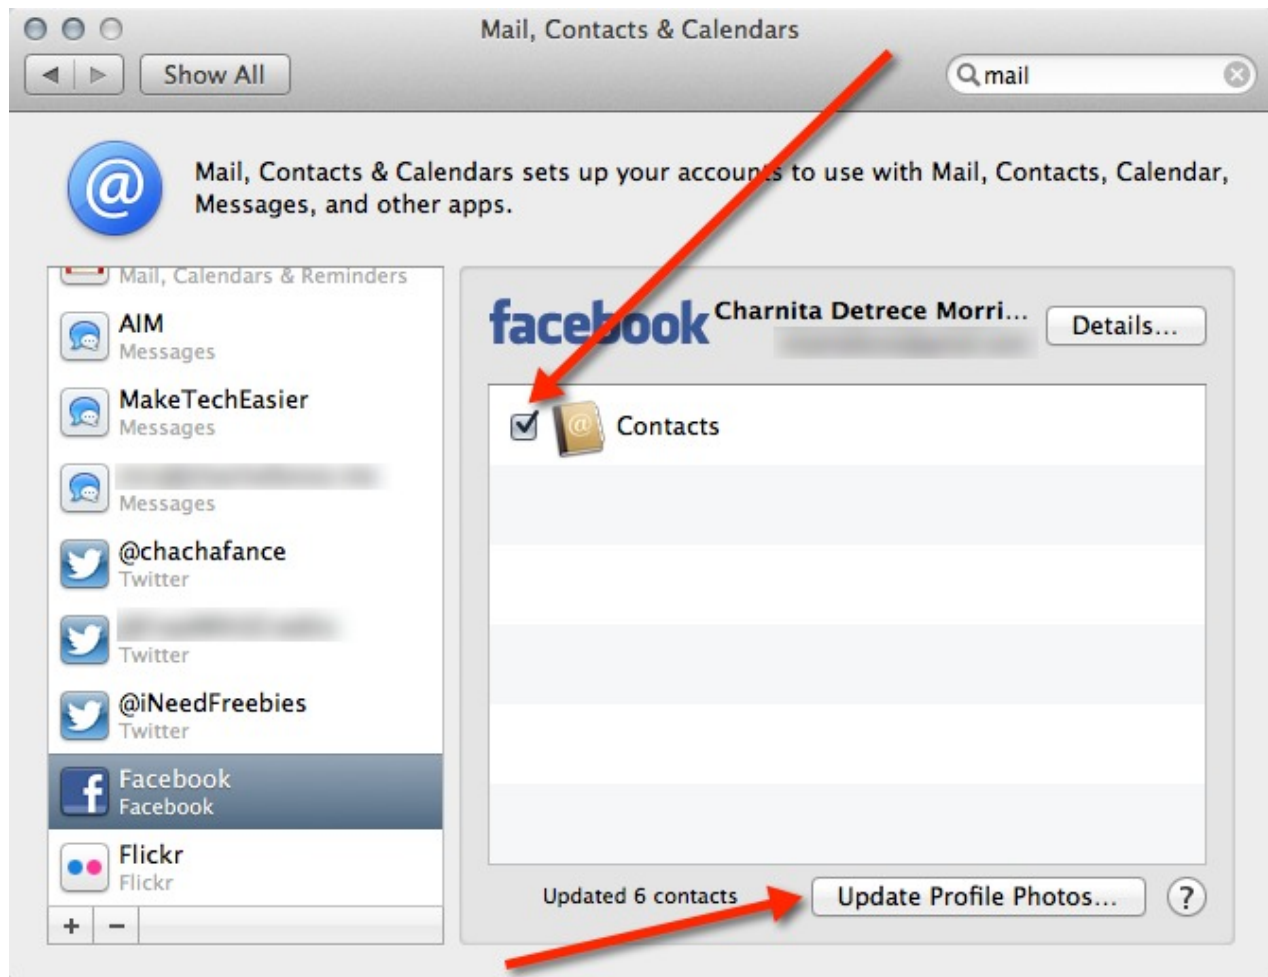 Mail, Contacts & Calendars
Show All
mail
Mail, Contacts & Calendars sets up your accounts to use with Mail, Contacts, Calendar,
Messages, and other apps.
Mail, Calendars & Reminders
AIM
Messages
MakeTechEasier
Messages
Messages
@chachafance
Twitter
Twitter
@iNeedFreebies
Twitter
Facebook
Facebook
Flickr
Flickr
facebook
Charnita Detrece Morri...
Details...
Contacts
Updated 6 contacts
Update Profile Photos...
?